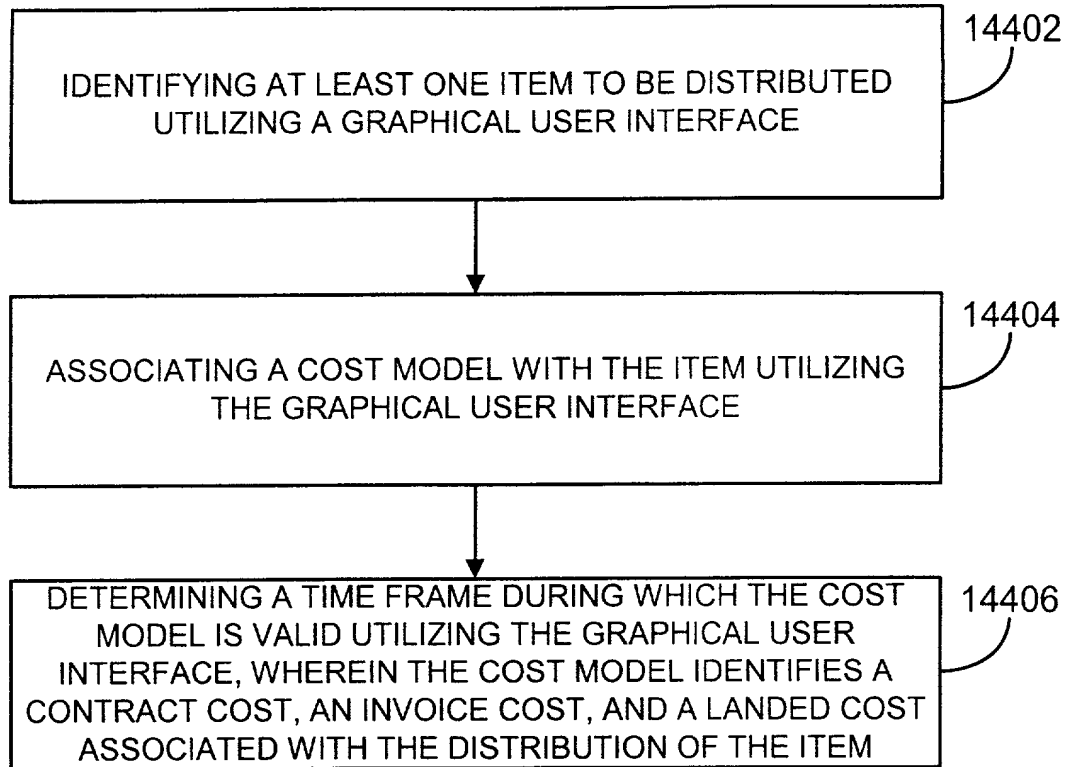 14402
IDENTIFYING AT LEAST ONE ITEM TO BE DISTRIBUTED
UTILIZING A GRAPHICAL USER INTERFACE
14404
ASSOCIATING A COST MODEL WITH THE ITEM UTILIZING
THE GRAPHICAL USER INTERFACE
14406
DETERMINING A TIME FRAME DURING WHICH THE COST
MODEL IS VALID UTILIZING THE GRAPHICAL USER
INTERFACE, WHEREIN THE COST MODEL IDENTIFIES A
CONTRACT COST, AN INVOICE COST, AND A LANDED COST
ASSOCIATED WITH THE DISTRIBUTION OF THE ITEM